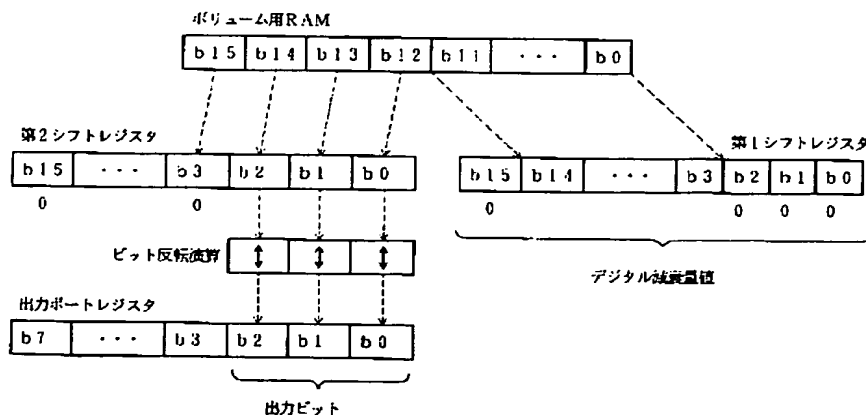 ボリューム用RAM
b15 b14 b13 b12 b11 ··· b0
第2シフトレジスタ
b15 ··· b3 b2 b1 b0
0 0
第1シフトレジスタ
b15 b14 ··· b3 b2 b1 b0
0 0 0 0
ビット反転演算
デジタル減衰量値
出力ポートレジスタ
b7 ··· b3 b2 b1 b0
出力ビット